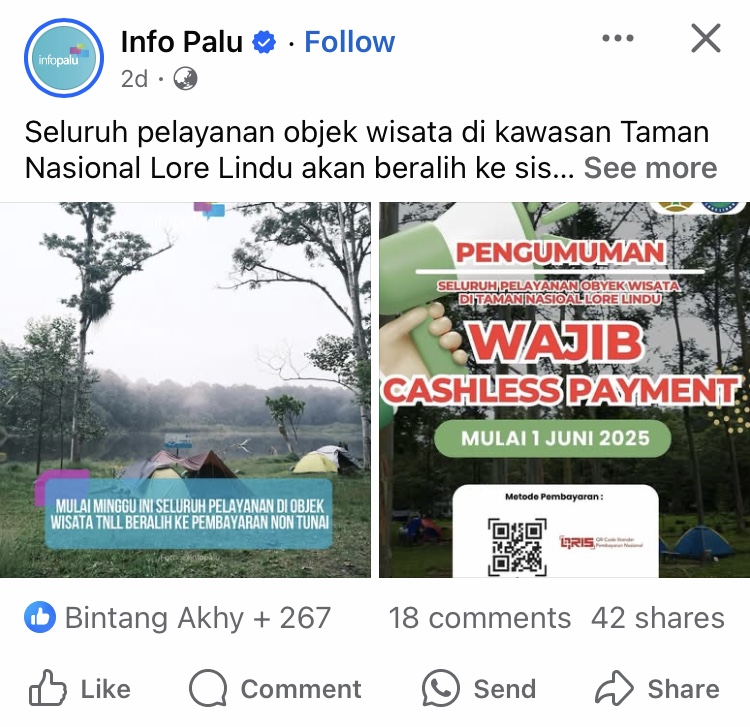 infopalu
Info Palu · Follow
2d ·
Seluruh pelayanan objek wisata di kawasan Taman
Nasional Lore Lindu akan beralih ke sis... See more
MULAI MINGGU INI SELURUH PELAYANAN DI OBJEK
WISATA TNLL BERALIH KE PEMBAYARAN NON TUNAI
PENGUMUMAN
SELURUH PELAYANAN OBYEK WISATA
DI TAMAN NASIOAL LORE LINDU
WAJIB
CASHLESS PAYMENT
MULAI 1 JUNI 2025
Metode Pembayaran :
QRIS QR Code Standar
Pembayaran Nasional
Bintang Akhy + 267
18 comments 42 shares
Like Comment Send Share